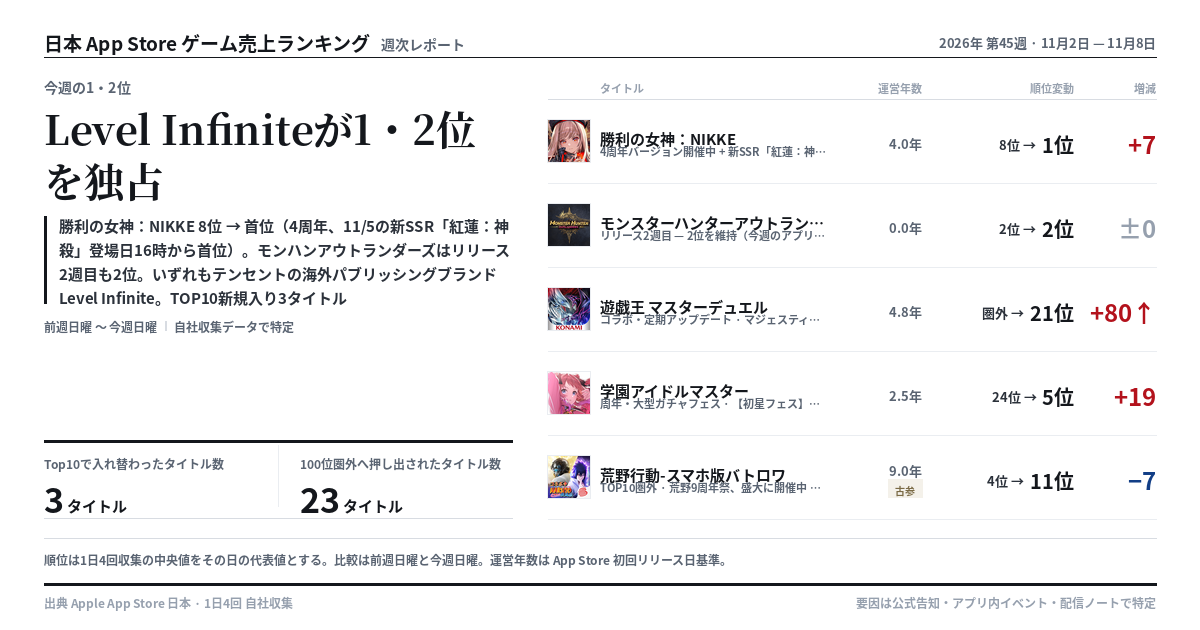 日本 App Store ゲーム売上ランキング 週次レポート
2026年 第45週 · 11月2日 — 11月8日
今週の1・2位
Level Infiniteが1・2位
を独占
勝利の女神：NIKKE 8位 → 首位（4周年、11/5の新SSR「紅蓮：神
殺」登場日16時から首位）。モンハンアウトランダーズはリリース
2週目も2位。いずれもテンセントの海外パブリッシングブランド
Level Infinite。TOP10新規入り3タイトル
前週日曜 〜 今週日曜 | 自社収集データで特定
Top10で入れ替わったタイトル数
3 タイトル
100位圏外へ押し出されたタイトル数
23 タイトル
タイトル 運営年数 順位変動 増減
勝利の女神：NIKKE
4周年バージョン開催中 + 新SSR「紅蓮：神…
4.0年 8位 → 1位 +7
モンスターハンターアウトラン…
リリース2週目 — 2位を維持（今週のアプリ…
0.0年 2位 → 2位 ±0
KONAMI
遊戯王 マスターデュエル
コラボ・定期アップデート · マジェスティ…
4.8年 圏外 → 21位 +80↑
学園アイドルマスター
周年・大型ガチャフェス · 【初星フェス】…
2.5年 24位 → 5位 +19
荒野行動-スマホ版バトロワ
TOP10圏外 · 荒野9周年祭、盛大に開催中 …
9.0年 4位 → 11位 −7
古参
順位は1日4回収集の中央値をその日の代表値とする。比較は前週日曜と今週日曜。運営年数は App Store 初回リリース日基準。
出典 Apple App Store 日本 · 1日4回 自社収集
要因は公式告知・アプリ内イベント・配信ノートで特定